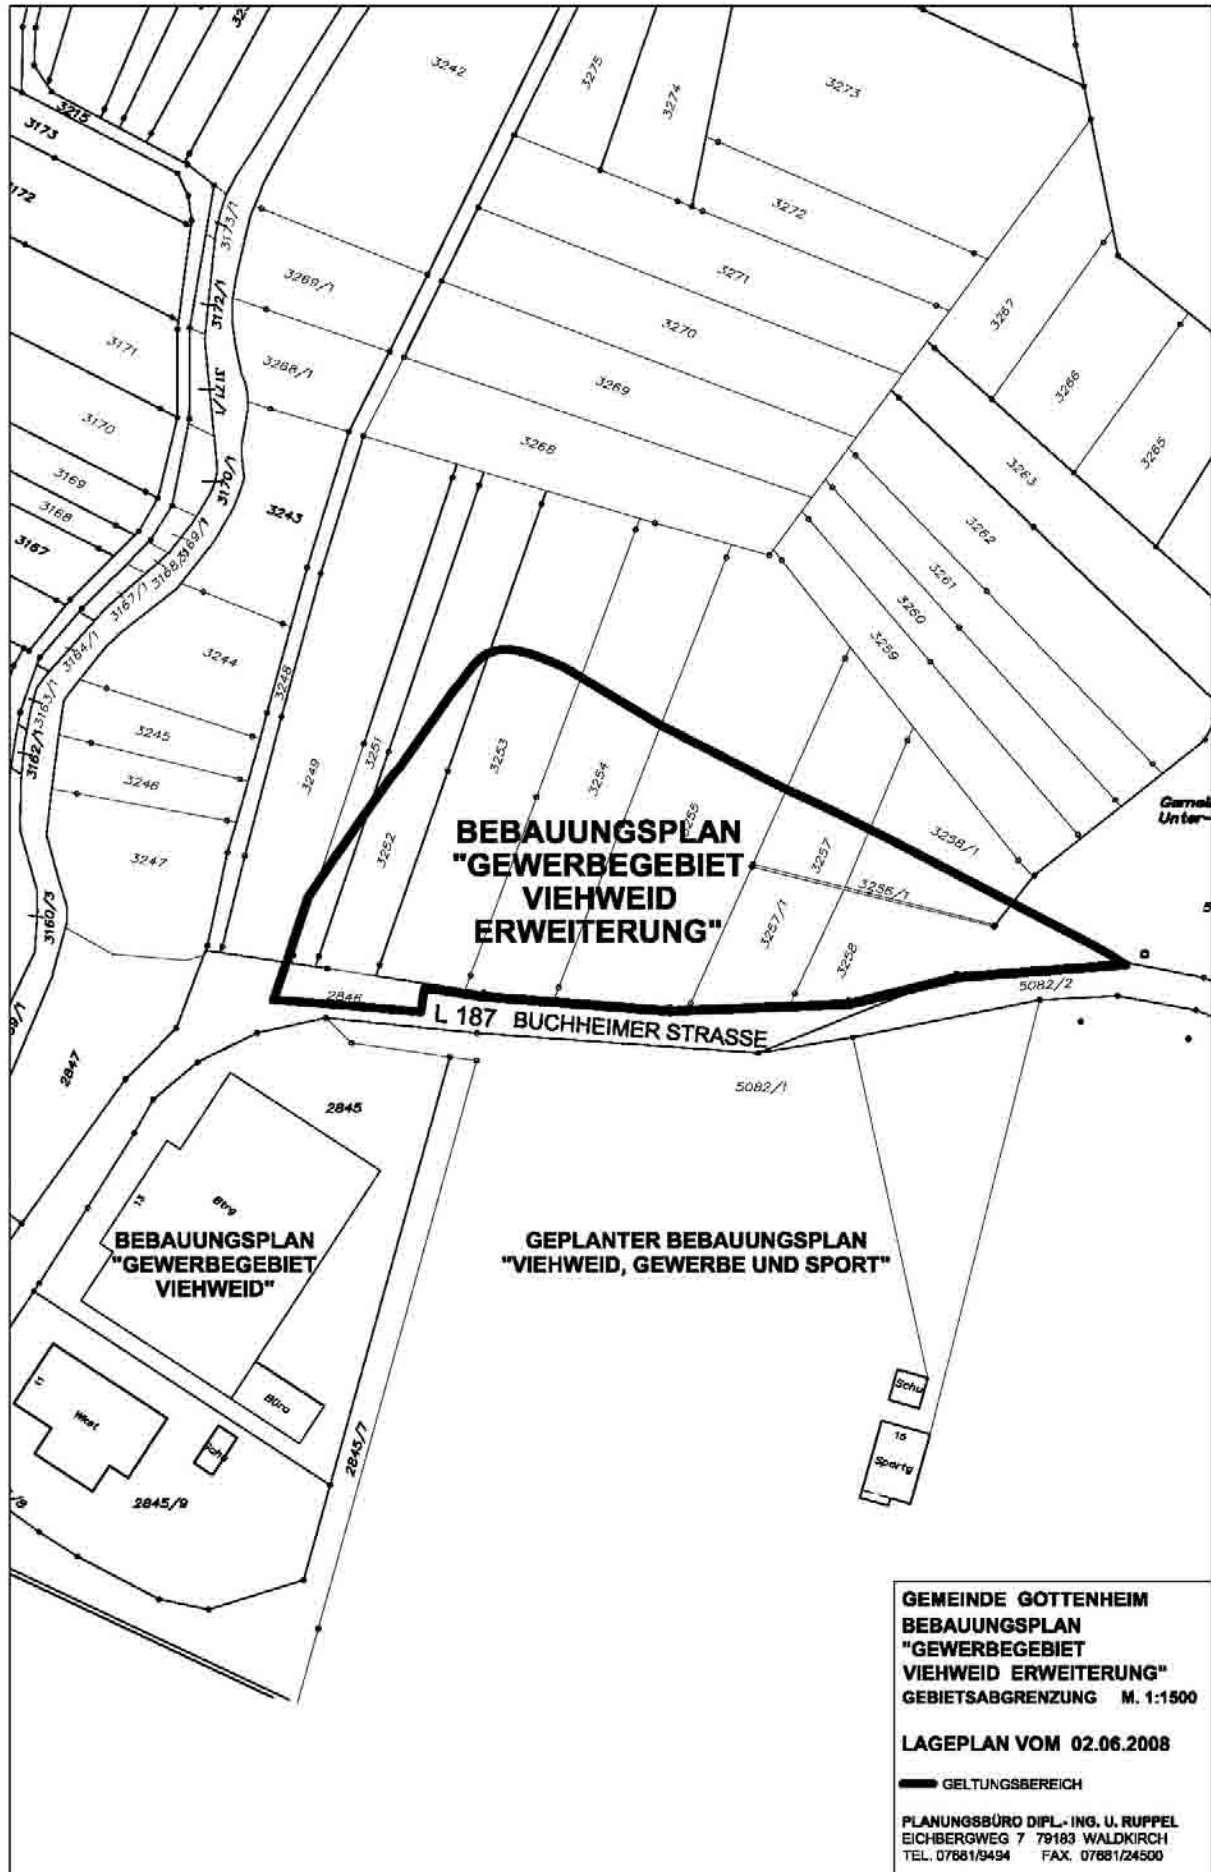 3242
3275
3274
3273
3215
3173
3272
3173/1
3271
3269/1
3172/1
3270
3267
3171
3268/1
3269
3266
3171/1
3170
3268
3265
3263
3170/1
3169
3243
3262
3168
3169/1
3167
3168/1
3261
3167/1
3260
3164/1
3244
3259
3248
3163/1
3245
3162/1
3251
3253
3249
3254
3246
3255
3247
3252
3257
3258/1
3256/1
BEBAUUNGSPLAN
"GEWERBEGEBIET
VIEHWEID
ERWEITERUNG"
3257/1
3258
3160/3
2846
5082/2
L 187 BUCHHEIMER STRASSE
2847
5082/1
2845
13
Btrg
BEBAUUNGSPLAN
"GEWERBEGEBIET
VIEHWEID"
GEPLANTER BEBAUUNGSPLAN
"VIEHWEID, GEWERBE UND SPORT"
11
Büro
Schu
2845/7
15
Sportg
2845/9
GEMEINDE GOTTENHEIM
BEBAUUNGSPLAN
"GEWERBEGEBIET
VIEHWEID ERWEITERUNG"
GEBIETSABGRENZUNG M. 1:1500
LAGEPLAN VOM 02.06.2008
GELTUNGSBEREICH
PLANUNGSBÜRO DIPL.- ING. U. RUPPEL
EICHBERGWEG 7 79183 WALDKIRCH
TEL. 07681/9494 FAX. 07681/24500